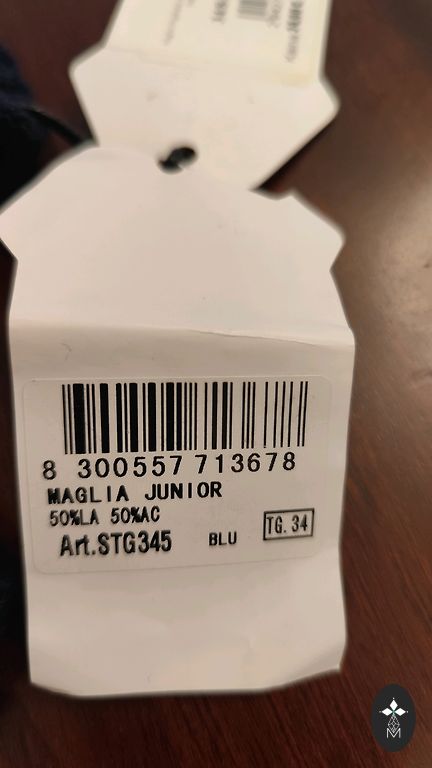 8 300557 713678
MAGLIA JUNIOR
50%LA 50%AC
Art.STG345 BLU TG. 34
M